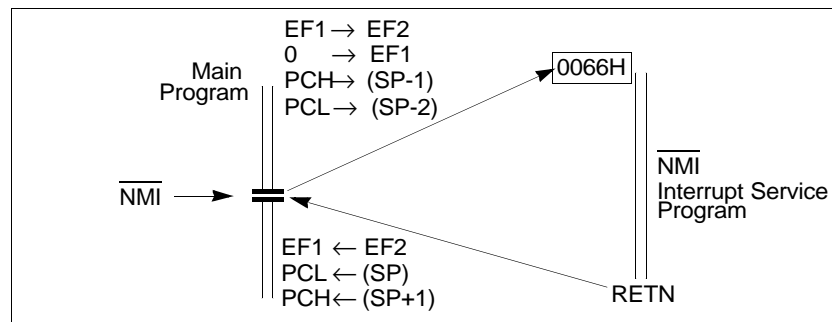 EF1 → EF2
0 → EF1
PCH→ (SP-1)
PCL→ (SP-2)
Main
Program
0066H
NMI
NMI
Interrupt Service
Program
EF1 ← EF2
PCL ← (SP)
PCH← (SP+1)
RETN